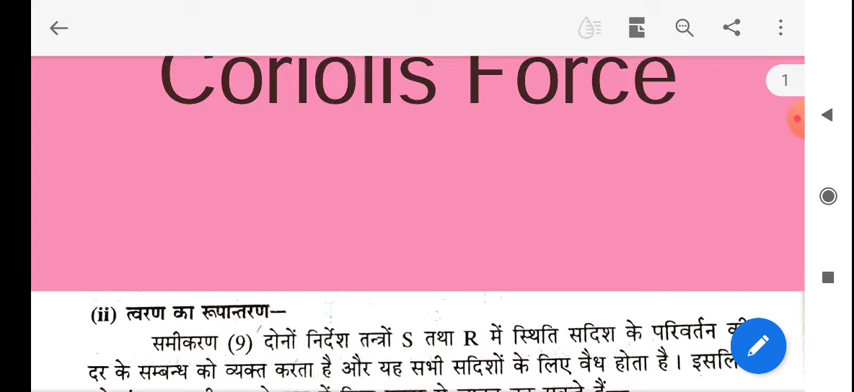 Coriolis Force
1
(ii) त्वरण का रूपान्तरण—
समीकरण (9) दोनों निर्देश तन्त्रों S तथा R में स्थिति सदिश के परिवर्तन की
दर के सम्बन्ध को व्यक्त करता है और यह सभी सदिशों के लिए वैध होता है।